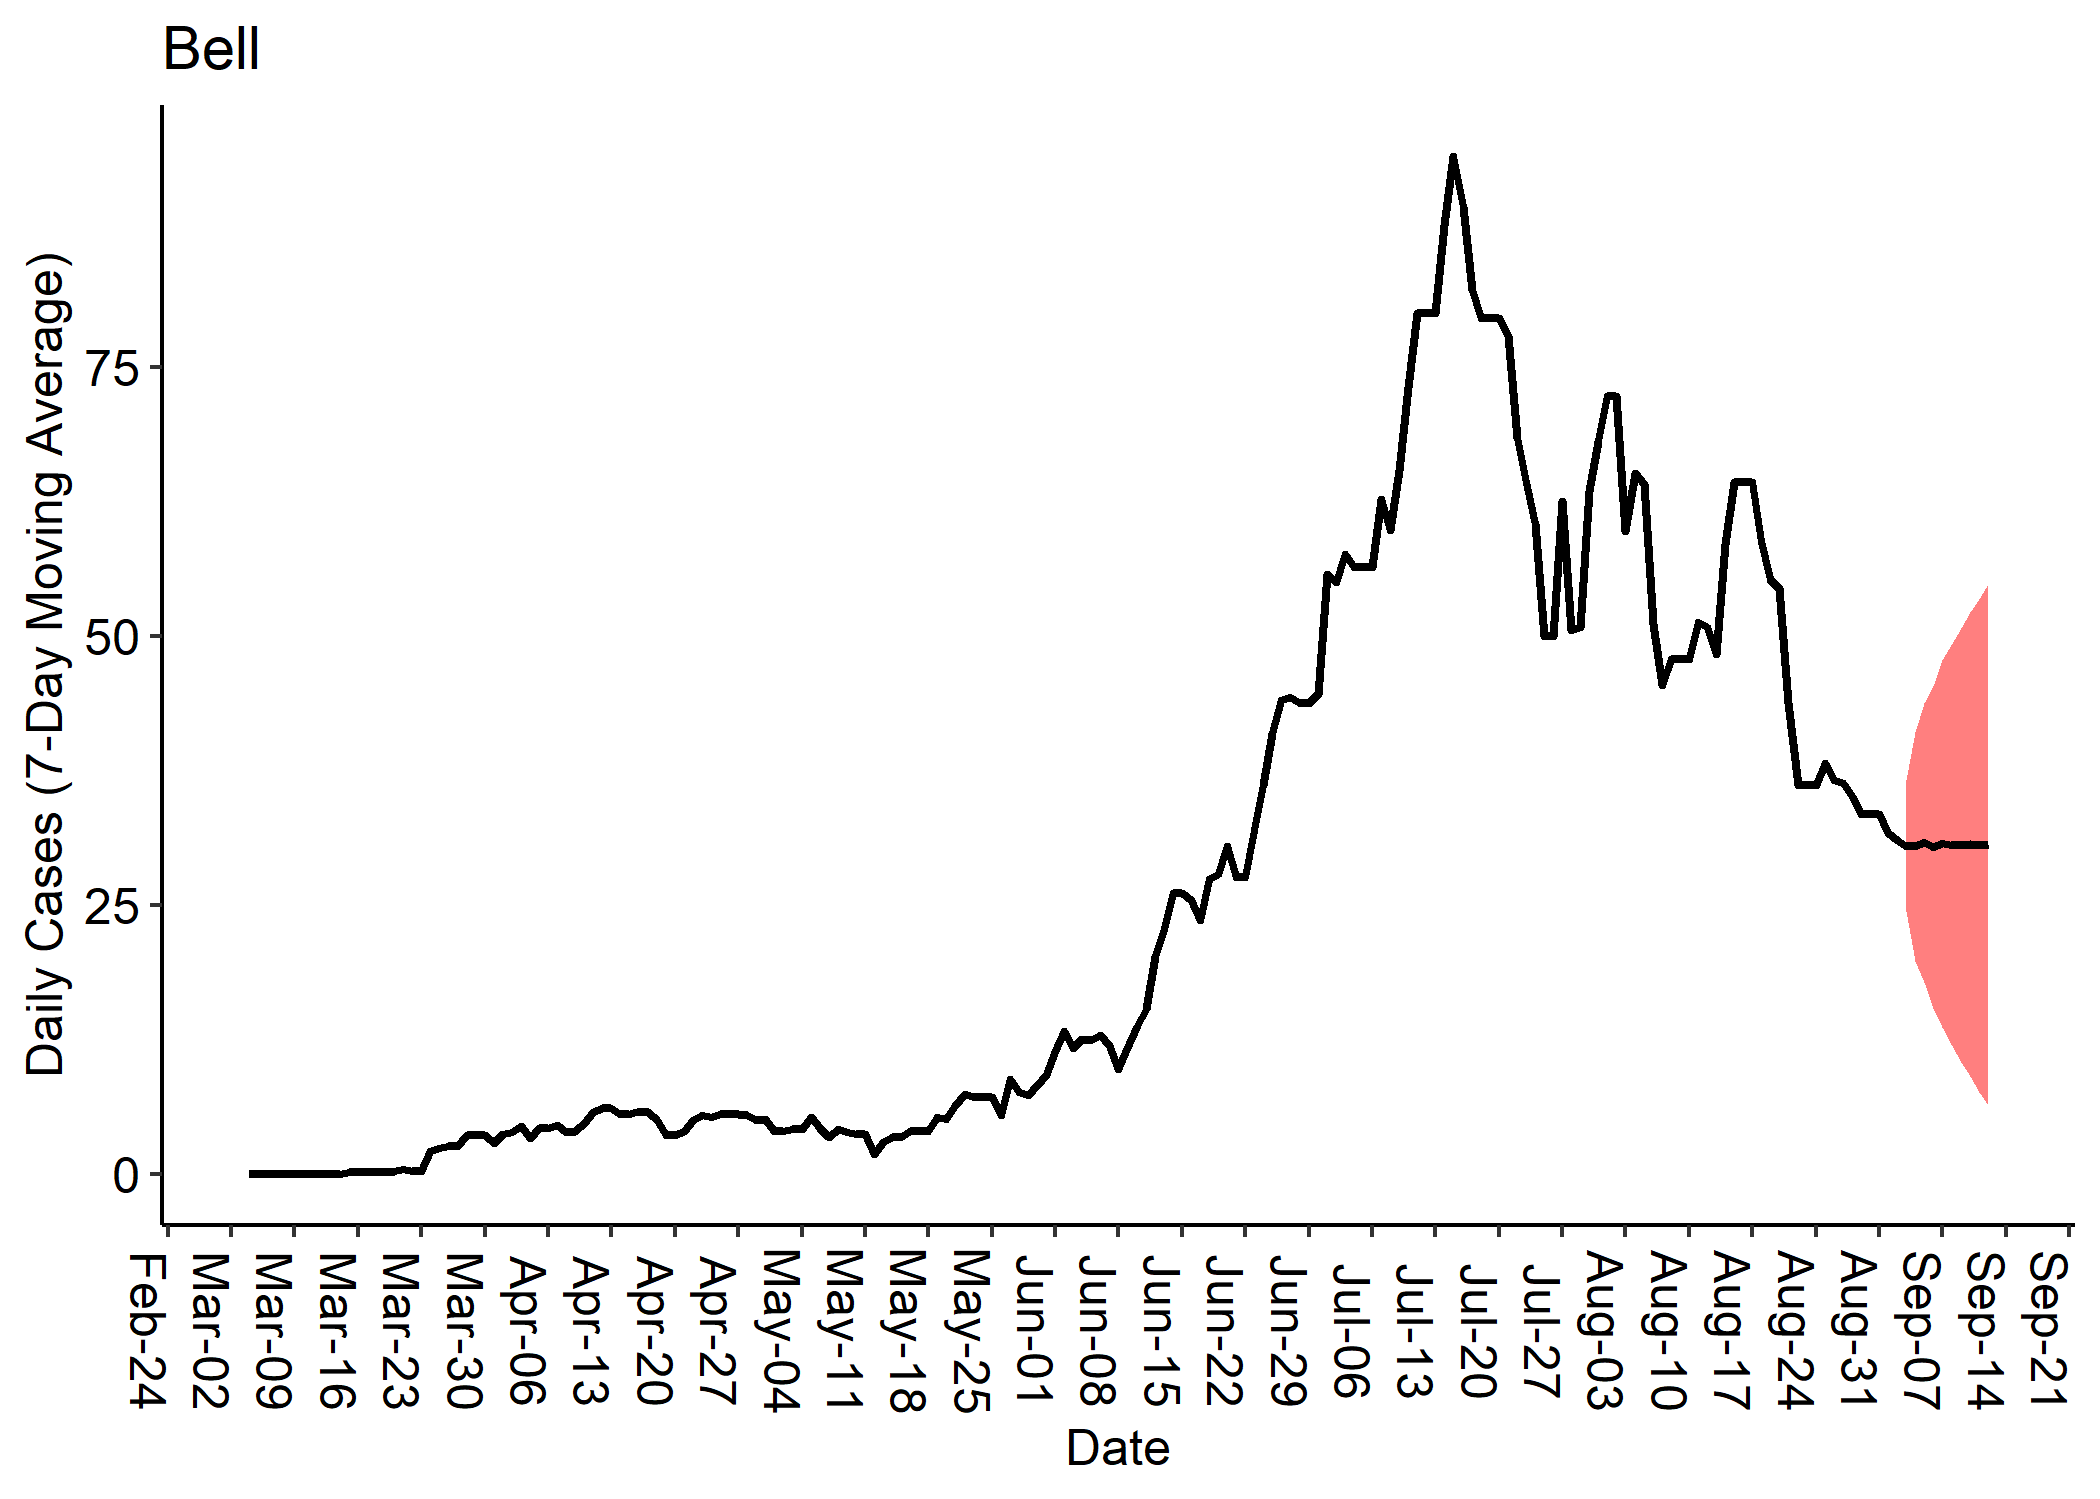 Bell
Daily Cases (7-Day Moving Average)
75
50
25
0
Feb-24
Mar-02
Mar-09
Mar-16
Mar-23
Mar-30
Apr-06
Apr-13
Apr-20
Apr-27
May-04
May-11
May-18
May-25
Jun-01
Jun-08
Jun-15
Jun-22
Jun-29
Jul-06
Jul-13
Jul-20
Jul-27
Aug-03
Aug-10
Aug-17
Aug-24
Aug-31
Sep-07
Sep-14
Sep-21
Date